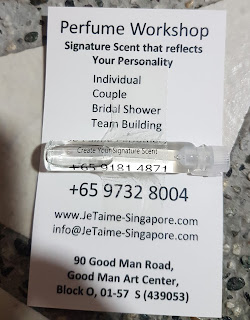 Perfume Workshop
Signature Scent that reflects
Your Personality
Individual
Couple
Bridal Shower
Team Building
Create Your Signature Scent
+65 9181 4871
+65 9732 8004
www.JeTaime-Singapore.com
info@JeTaime-Singapore.com
90 Good Man Road,
Good Man Art Center,
Block O, 01-57 S (439053)